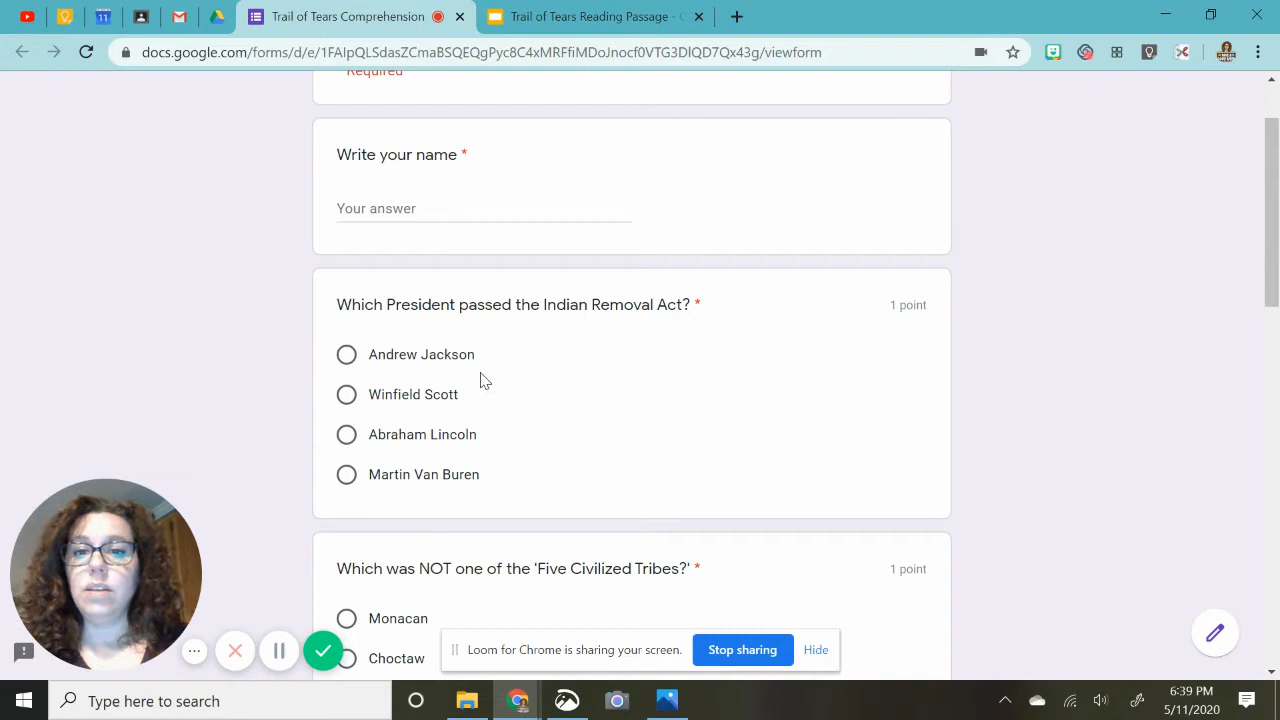 Trail of Tears Comprehension
Trail of Tears Reading Passage - G
docs.google.com/forms/d/e/1FAIpQLSdasZCmaBSQEQgPyc8C4xMRFfiMDoJnocf0VTG3DlQD7Qx43g/viewform
Required
Write your name *
Your answer
Which President passed the Indian Removal Act? *
1 point
Andrew Jackson
Winfield Scott
Abraham Lincoln
Martin Van Buren
Which was NOT one of the 'Five Civilized Tribes?' *
1 point
Monacan
Choctaw
Loom for Chrome is sharing your screen.
Stop sharing
Hide
Type here to search
6:39 PM
5/11/2020